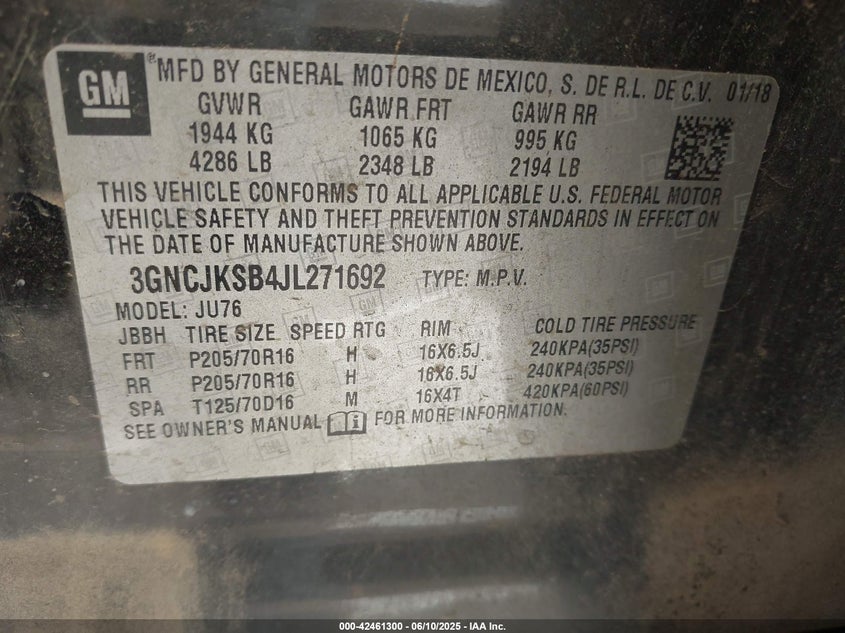 GM
® MFD BY GENERAL MOTORS DE MEXICO, S. DE R.L. DE C.V. 01/18
GVWR GAWR FRT GAWR RR
1944 KG 1065 KG 995 KG
4286 LB 2348 LB 2194 LB
THIS VEHICLE CONFORMS TO ALL APPLICABLE U.S. FEDERAL MOTOR
VEHICLE SAFETY AND THEFT PREVENTION STANDARDS IN EFFECT ON
THE DATE OF MANUFACTURE SHOWN ABOVE.
3GNCJKSB4JL271692 TYPE: M.P.V.
MODEL: JU76
JBBH TIRE SIZE SPEED RTG RIM COLD TIRE PRESSURE
FRT P205/70R16 H 16X6.5J 240KPA(35PSI)
RR P205/70R16 H 16X6.5J 240KPA(35PSI)
SPA T125/70D16 M 16X4T 420KPA(60PSI)
SEE OWNER'S MANUAL FOR MORE INFORMATION.
000-42461300 - 06/10/2025 - IAA Inc.